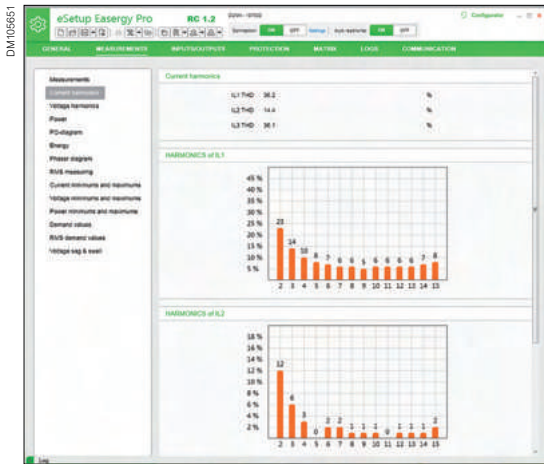 DM105651
eSetup Easergy Pro
RC 1.2
Configurator
ON OFF Settings ON OFF
GENERAL MEASUREMENTS INPUTS/OUTPUTS PROTECTION MATRIX LOGS COMMUNICATION
Measurements
Current harmonics
Voltage harmonics
Power
PQ-diagram
Energy
Phasor diagram
RMS measuring
Current minimums and maximums
Voltage minimums and maximums
Power minimums and maximums
Demand values
RMS demand values
Voltage sag & swell
Current harmonics
IL1 THD 36.2 %
IL2 THD 14.4 %
IL3 THD 36.1 %
HARMONICS of IL1
45 %
40 %
35 %
30 %
25 %
20 %
15 %
10 %
5 %
23 14 10 8 7 6 6 5 6 6 6 6 7 8
2 3 4 5 6 7 8 9 10 11 12 13 14 15
HARMONICS of IL2
18 %
16 %
14 %
12 %
10 %
8 %
6 %
4 %
2 %
12 6 3 0 2 2 1 1 1 0 1 1 1 2
2 3 4 5 6 7 8 9 10 11 12 13 14 15
Log